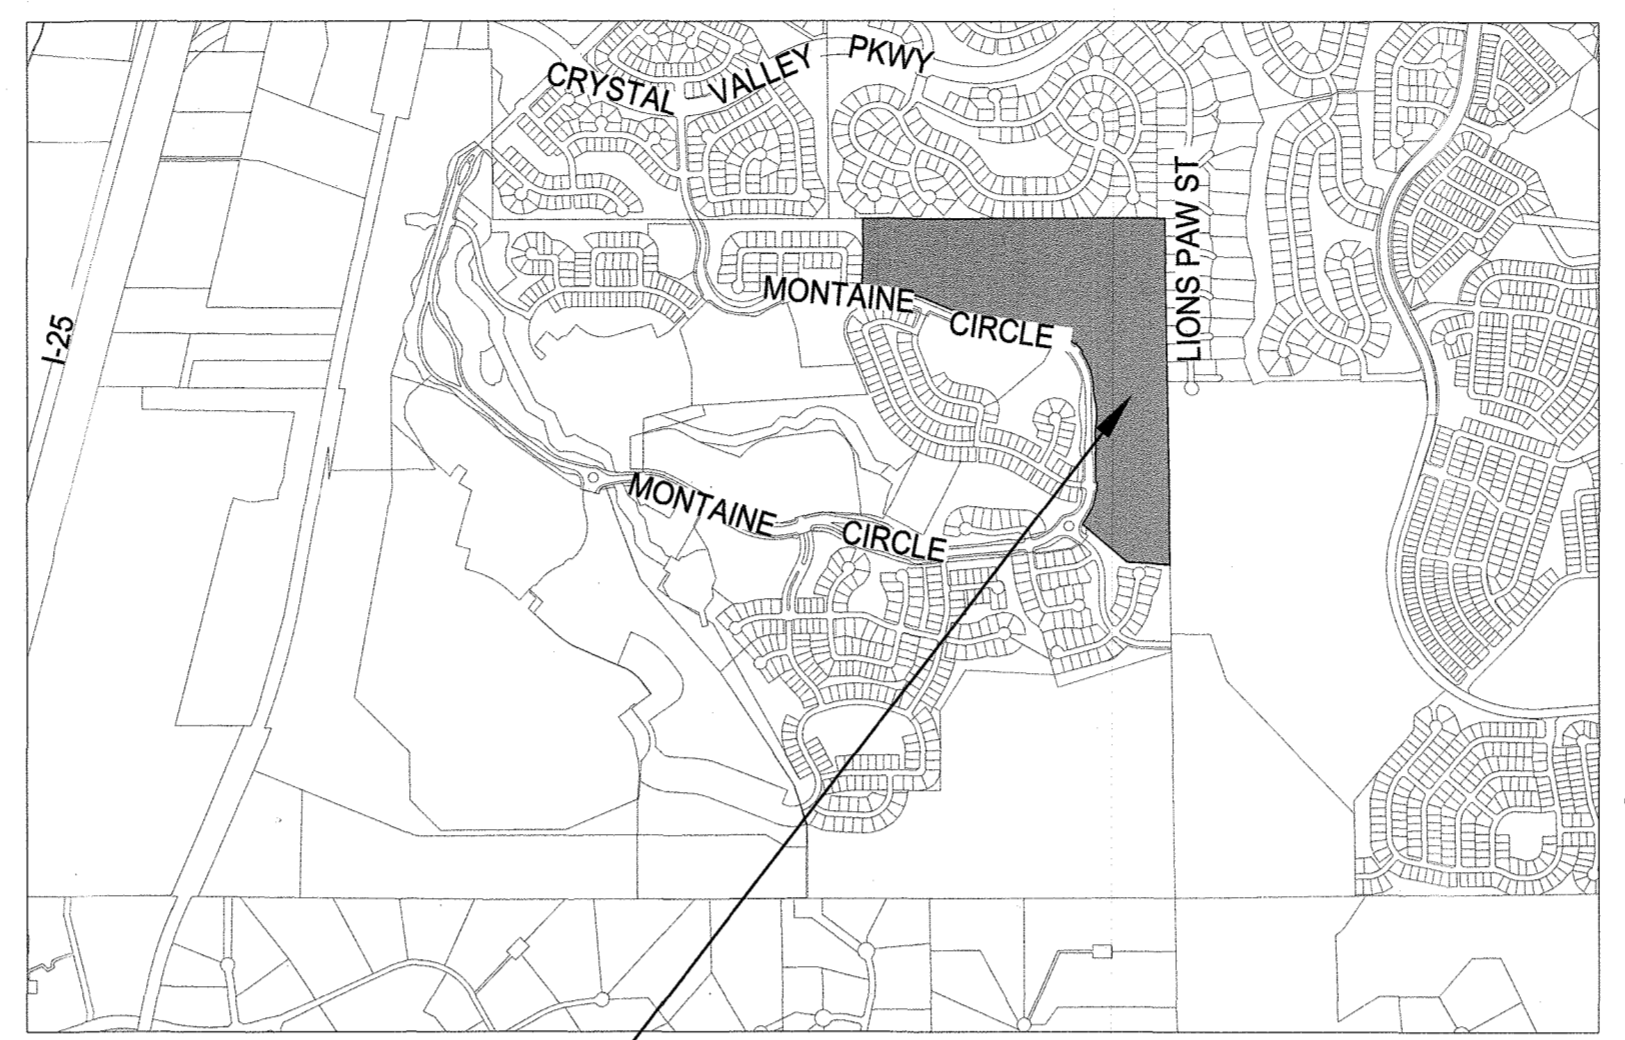 CRYSTAL VALLEY PKWY
LIONS PAW ST
MONTAINE CIRCLE
I-25
MONTAINE CIRCLE